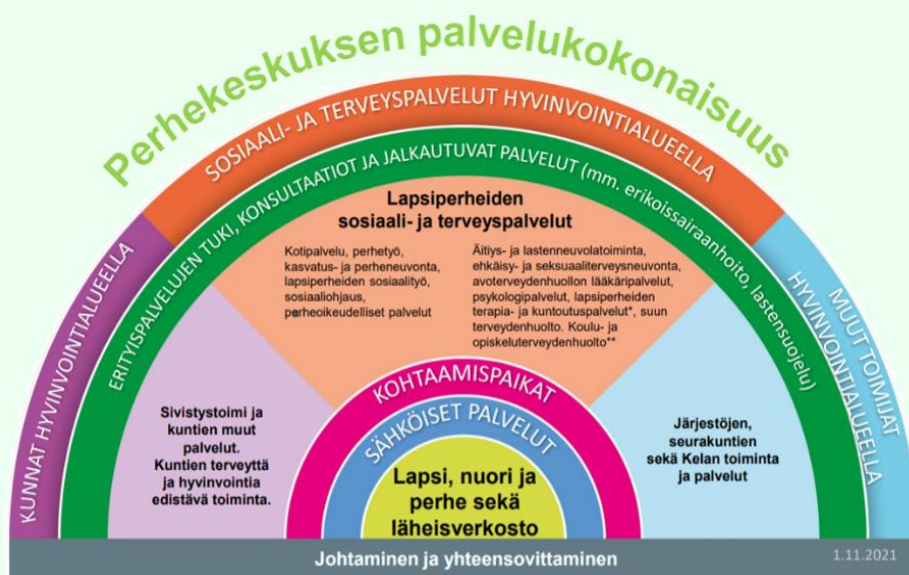 Perhekeskuksen palvelukokonaisuus
SOSIAALI- JA TERVEYSPALVELUT HYVINVOINTIALUEELLA
KUNNAT HYVINVOINTIALUEELLA
MUUT TOIMIJAT
HYVINVOINTIALUEELLA
ERITYISPALVELUJEN TUKI, KONSULTAATIOT JA JALKAUTUVAT PALVELUT (mm. erikoissairaanhoito, lastensuojelu)
Lapsiperheiden
sosiaali- ja terveyspalvelut
Kotipalvelu, perhetyö,
kasvatus- ja perheneuvonta,
lapsiperheiden sosiaalityö,
sosiaaliohjaus,
perheoikeudelliset palvelut
Äitiys- ja lastenneuvolatoiminta,
ehkäisy- ja seksuaaliterveysneuvonta,
avoterveydenhuollon lääkäripalvelut,
psykologipalvelut, lapsiperheiden
terapia- ja kuntoutuspalvelut*, suun
terveydenhuolto. Koulu- ja
opiskeluterveydenhuolto**
Sivistystoimi ja
kuntien muut
palvelut.
Kuntien terveyttä
ja hyvinvointia
edistävä toiminta.
KOHTAAMISPAIKAT
SÄHKÖISET PALVELUT
Lapsi, nuori ja
perhe sekä
läheisverkosto
Järjestöjen,
seurakuntien
sekä Kelan toiminta
ja palvelut
Johtaminen ja yhteensovittaminen
1.11.2021